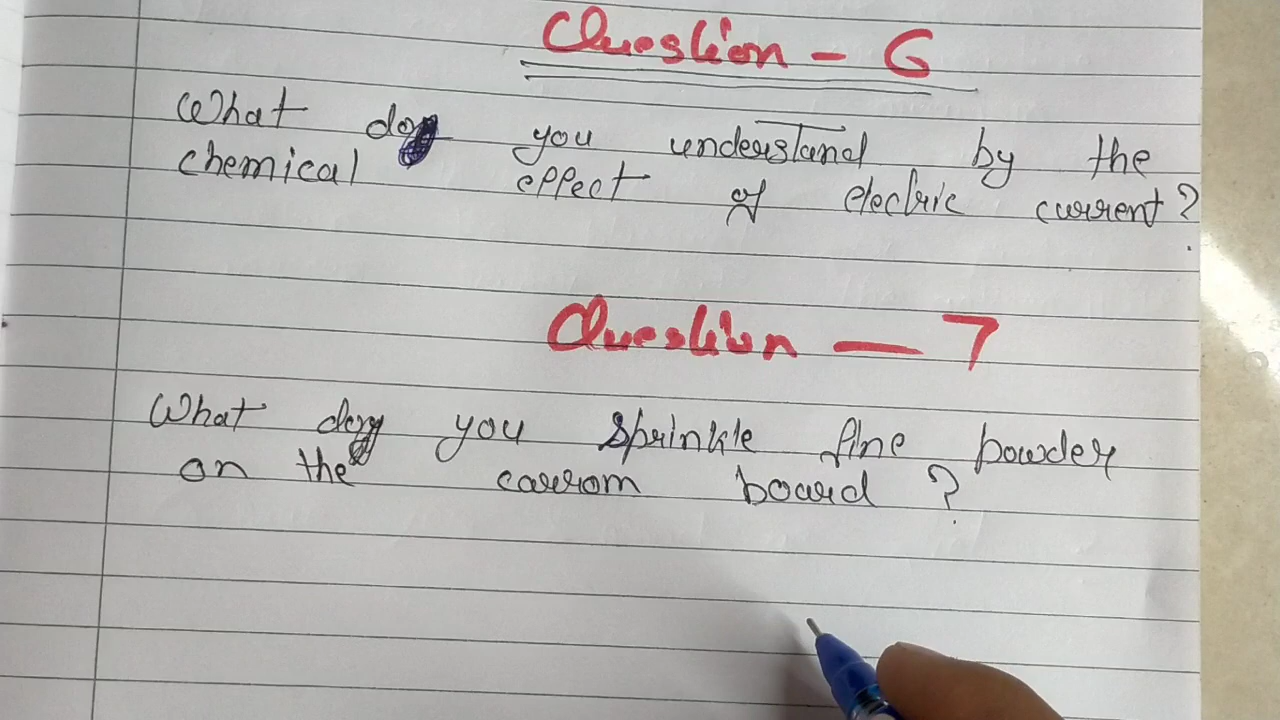 Question - 6
What do you understand by the
chemical effect of electric current?
Question - 7
What do you sprinkle fine powder
on the carrom board ?